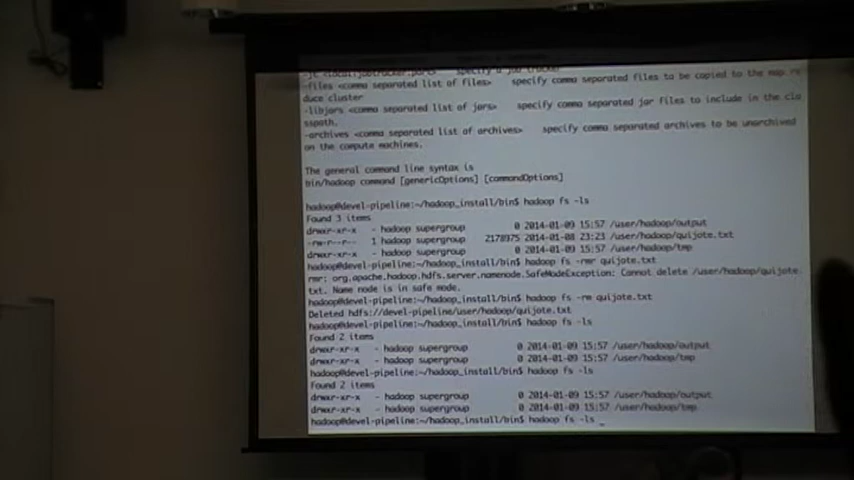 -jt <local|jobtracker:port>    specify a job tracker
-files <comma separated list of files>    specify comma separated files to be copied to the map re
duce cluster
-libjars <comma separated list of jars>    specify comma separated jar files to include in the cla
sspath.
-archives <comma separated list of archives>    specify comma separated archives to be unarchived
on the compute machines.
The general command line syntax is
bin/hadoop command [genericOptions] [commandOptions]
hadoop@devel-pipeline:~/hadoop_install/bin$ hadoop fs -ls
Found 3 items
drwxr-xr-x   - hadoop supergroup          0 2014-01-09 15:57 /user/hadoop/output
-rw-r--r--   1 hadoop supergroup    2178975 2014-01-08 23:23 /user/hadoop/quijote.txt
drwxr-xr-x   - hadoop supergroup          0 2014-01-09 15:57 /user/hadoop/tmp
hadoop@devel-pipeline:~/hadoop_install/bin$ hadoop fs -rmr quijote.txt
rmr: org.apache.hadoop.hdfs.server.namenode.SafeModeException: Cannot delete /user/hadoop/quijote.
txt. Name node is in safe mode.
hadoop@devel-pipeline:~/hadoop_install/bin$ hadoop fs -rm quijote.txt
Deleted hdfs://devel-pipeline/user/hadoop/quijote.txt
hadoop@devel-pipeline:~/hadoop_install/bin$ hadoop fs -ls
Found 2 items
drwxr-xr-x   - hadoop supergroup          0 2014-01-09 15:57 /user/hadoop/output
drwxr-xr-x   - hadoop supergroup          0 2014-01-09 15:57 /user/hadoop/tmp
hadoop@devel-pipeline:~/hadoop_install/bin$ hadoop fs -ls
Found 2 items
drwxr-xr-x   - hadoop supergroup          0 2014-01-09 15:57 /user/hadoop/output
drwxr-xr-x   - hadoop supergroup          0 2014-01-09 15:57 /user/hadoop/tmp
hadoop@devel-pipeline:~/hadoop_install/bin$ hadoop fs -ls _